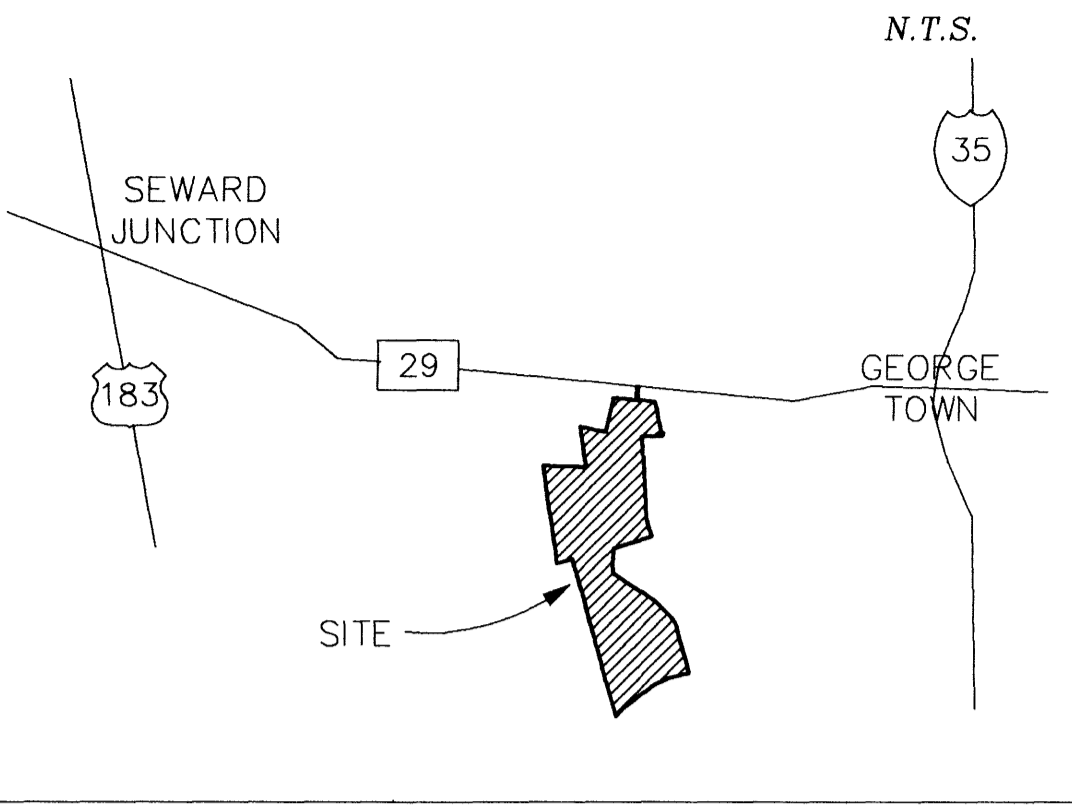 N.T.S.
35
SEWARD
JUNCTION
29
GEORGE
TOWN
183
SITE